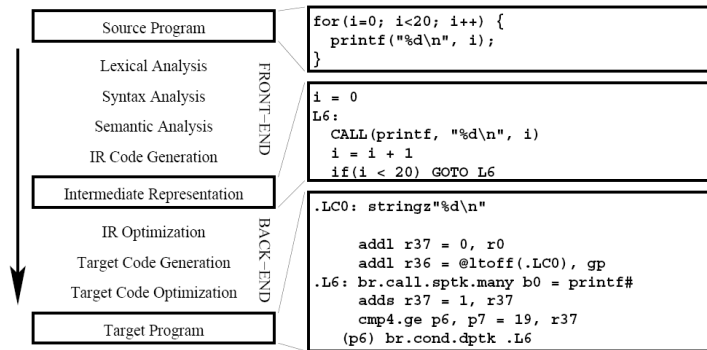 Source Program
Lexical Analysis
Syntax Analysis
Semantic Analysis
IR Code Generation
FRONT-END
Intermediate Representation
IR Optimization
Target Code Generation
Target Code Optimization
BACK-END
Target Program
for(i=0; i<20; i++) {
  printf("%d\n", i);
}
i = 0
L6:
  CALL(printf, "%d\n", i)
  i = i + 1
  if(i < 20) GOTO L6
.LC0: stringz"%d\n"
      addl r37 = 0, r0
      addl r36 = @ltoff(.LC0), gp
.L6: br.call.sptk.many b0 = printf#
      adds r37 = 1, r37
      cmp4.ge p6, p7 = 19, r37
   (p6) br.cond.dptk .L6